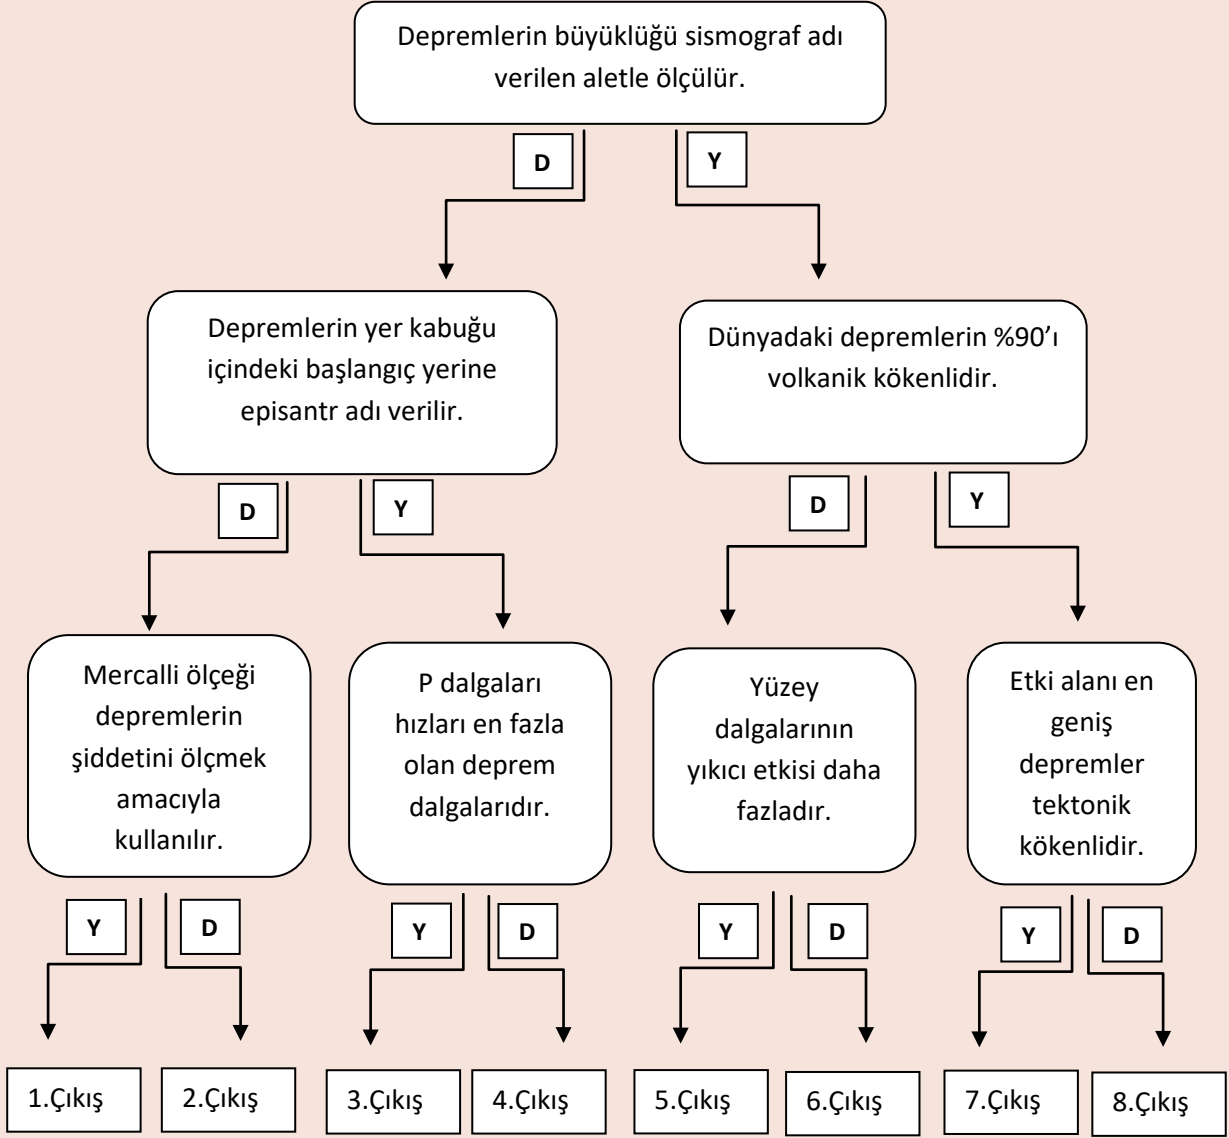 Depremlerin büyüklüğü sismograf adı
verilen aletle ölçülür.
D
Y
Depremlerin yer kabuğu
içindeki başlangıç yerine
episantr adı verilir.
Dünyadaki depremlerin %90’ı
volkanik kökenlidir.
D
Y
D
Y
Mercalli ölçeği
depremlerin
şiddetini ölçmek
amacıyla
kullanılır.
P dalgaları
hızları en fazla
olan deprem
dalgalarıdır.
Yüzey
dalgalarının
yıkıcı etkisi daha
fazladır.
Etki alanı en
geniş
depremler
tektonik
kökenlidir.
Y
D
Y
D
Y
D
Y
D
1.Çıkış
2.Çıkış
3.Çıkış
4.Çıkış
5.Çıkış
6.Çıkış
7.Çıkış
8.Çıkış